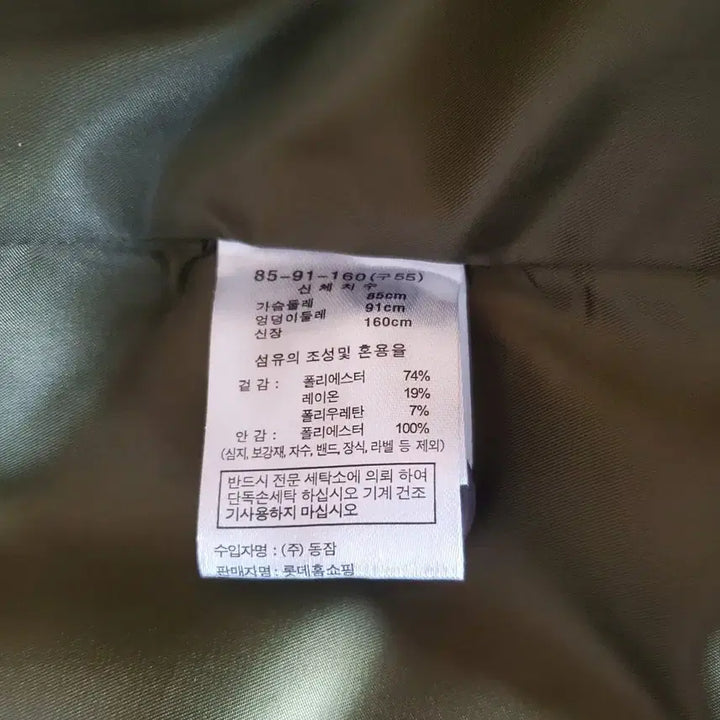 85-91-160(구55)
신 체 치 수
가슴둘레 85cm
엉덩이둘레 91cm
신장 160cm
섬유의 조성및 혼용율
겉 감 : 폴리에스터 74%
레이온 19%
폴리우레탄 7%
안 감 : 폴리에스터 100%
(심지, 보강재, 자수, 밴드, 장식, 라벨 등 제외)
반드시 전문 세탁소에 의뢰 하여
단독손세탁 하십시오 기계 건조
기사용하지 마십시오
수입자명 : (주) 동잠
판매자명 : 롯데홈쇼핑